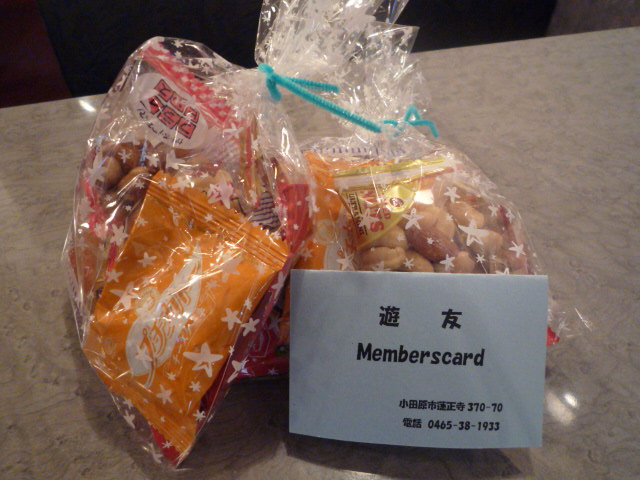 遊 友
Memberscard
小田原市蓮正寺 370-70
電話 0465-38-1933